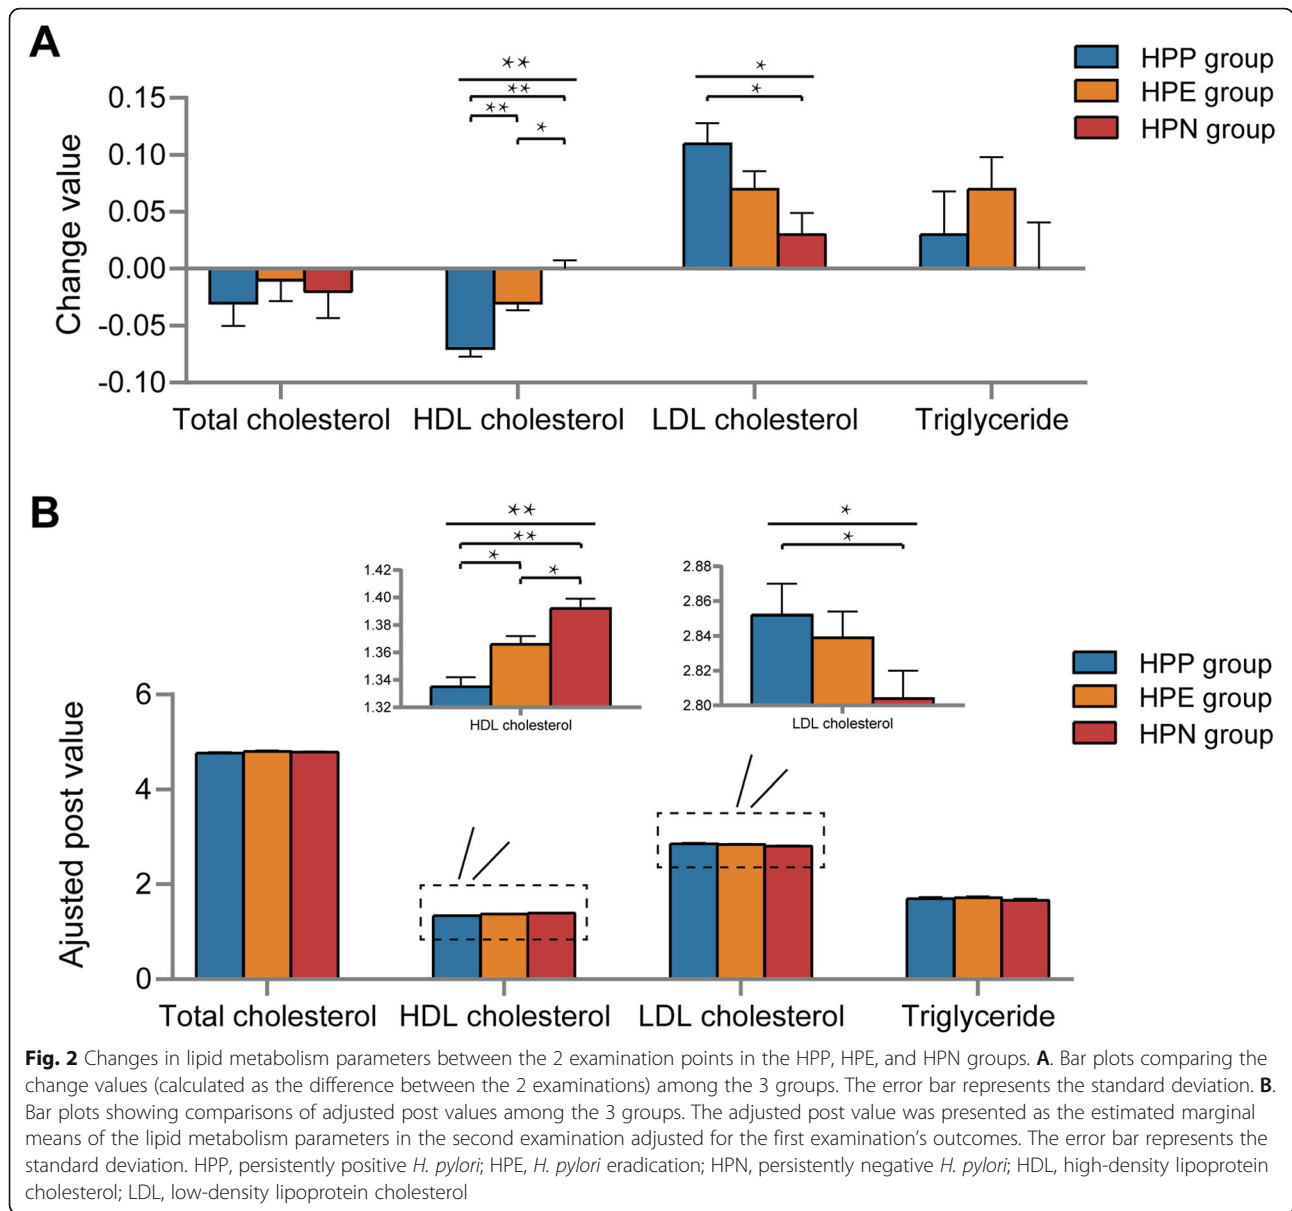 A
HPP group
HPE group
HPN group
**
**
**
*
*
*
0.15
0.10
0.05
0.00
-0.05
-0.10
Change value
Total cholesterol HDL cholesterol LDL cholesterol Triglyceride
B
**
**
*
*
1.42
1.40
1.38
1.36
1.34
1.32
HDL cholesterol
*
*
2.88
2.86
2.84
2.82
2.80
LDL cholesterol
HPP group
HPE group
HPN group
6
4
2
0
Ajusted post value
Total cholesterol HDL cholesterol LDL cholesterol Triglyceride
Fig. 2 Changes in lipid metabolism parameters between the 2 examination points in the HPP, HPE, and HPN groups. A. Bar plots comparing the
change values (calculated as the difference between the 2 examinations) among the 3 groups. The error bar represents the standard deviation. B.
Bar plots showing comparisons of adjusted post values among the 3 groups. The adjusted post value was presented as the estimated marginal
means of the lipid metabolism parameters in the second examination adjusted for the first examination's outcomes. The error bar represents the
standard deviation. HPP, persistently positive H. pylori; HPE, H. pylori eradication; HPN, persistently negative H. pylori; HDL, high-density lipoprotein
cholesterol; LDL, low-density lipoprotein cholesterol